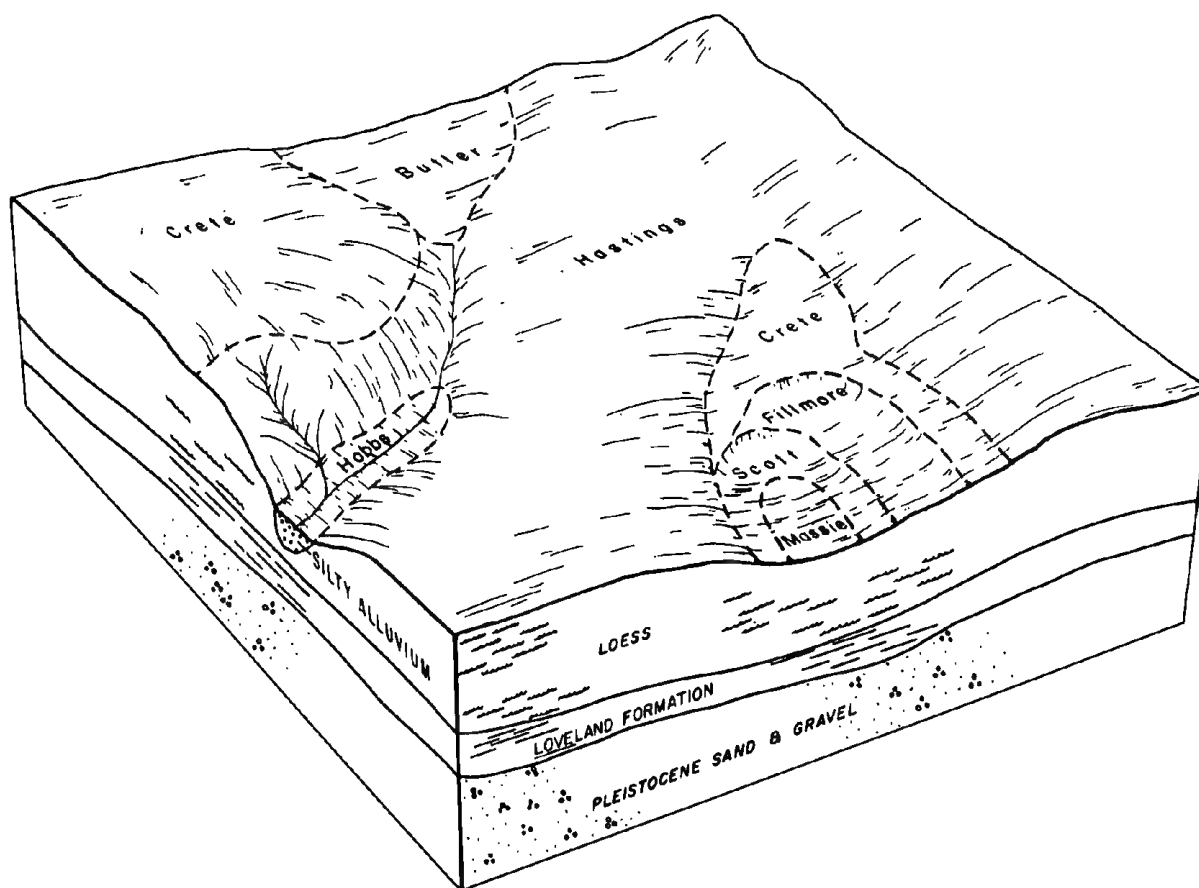 Butler
Crete
Hastings
Crete
Fillmore
Hobbs
Scott
Massie
SILTY ALLUVIUM
LOESS
LOVELAND FORMATION
PLEISTOCENE SAND & GRAVEL